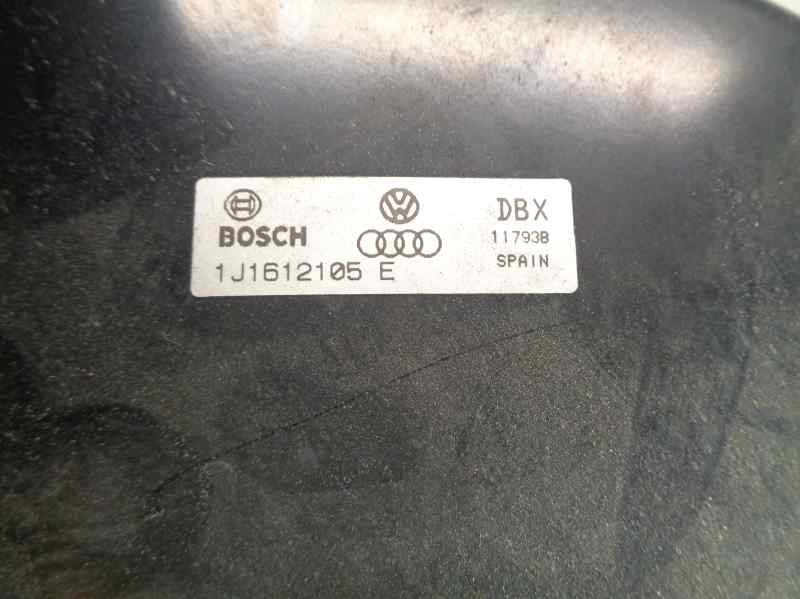 BOSCH
DBX
11793B
1J1612105 E
SPAIN